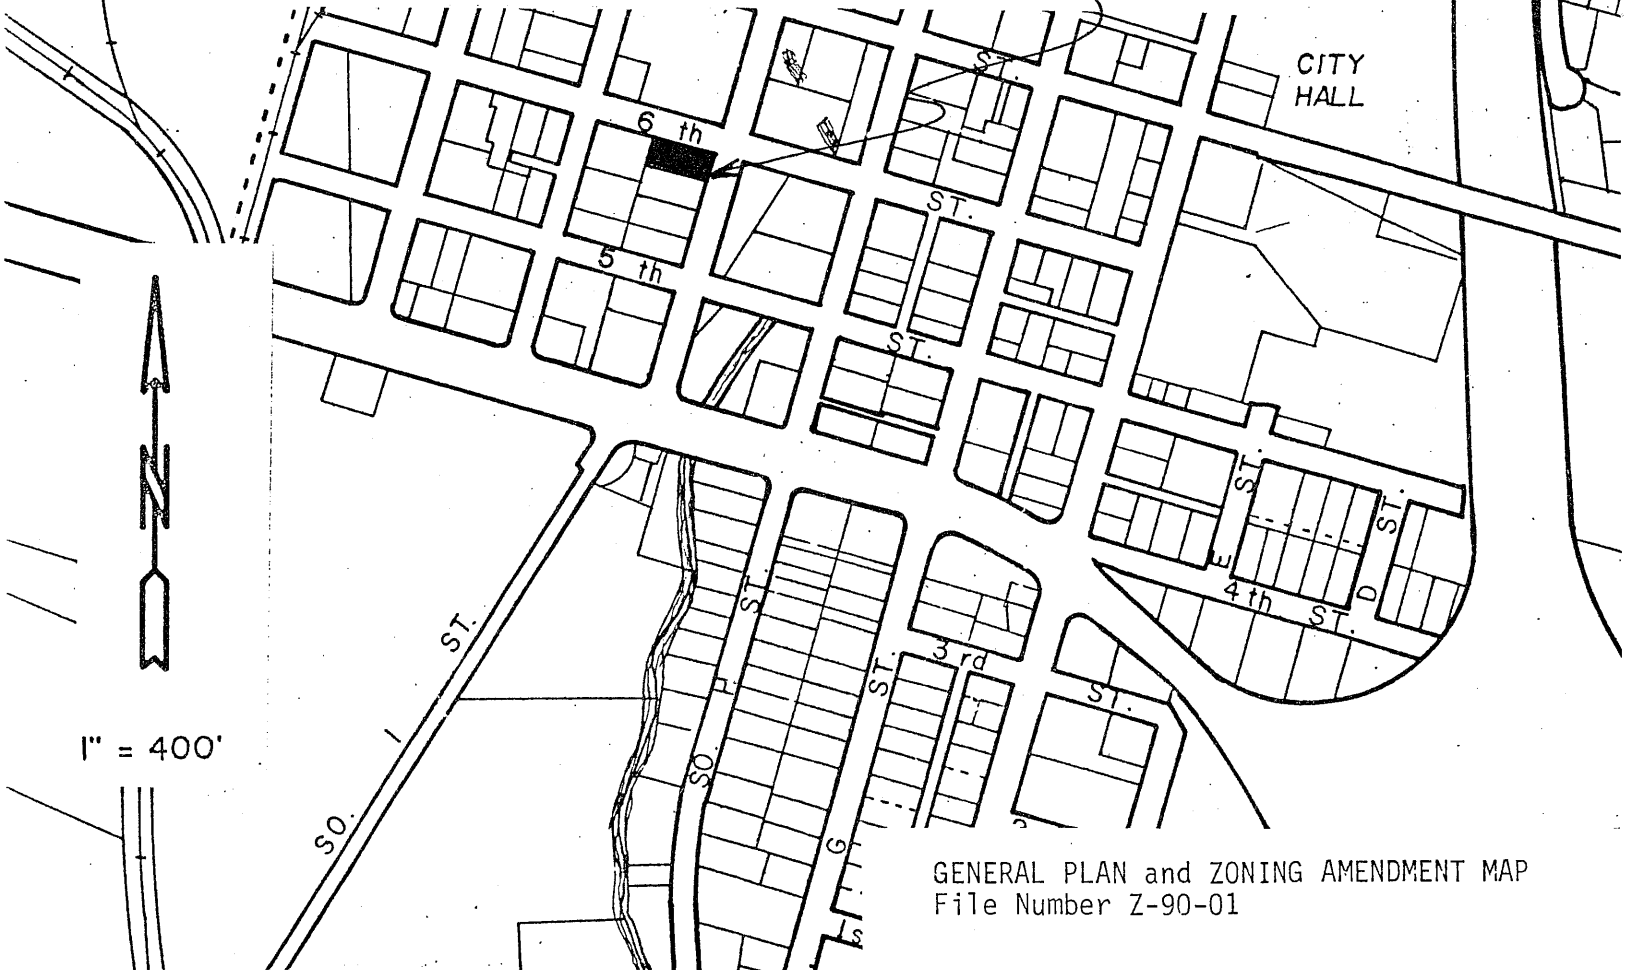 CITY
HALL
ST.
6 th
ST.
5 th
ST.
N
ST.
ST.
E
D
4 th ST.
ST.
ST.
3 rd
ST.
ST.
1" = 400'
I
SO.
SO.
G
GENERAL PLAN and ZONING AMENDMENT MAP
File Number Z-90-01